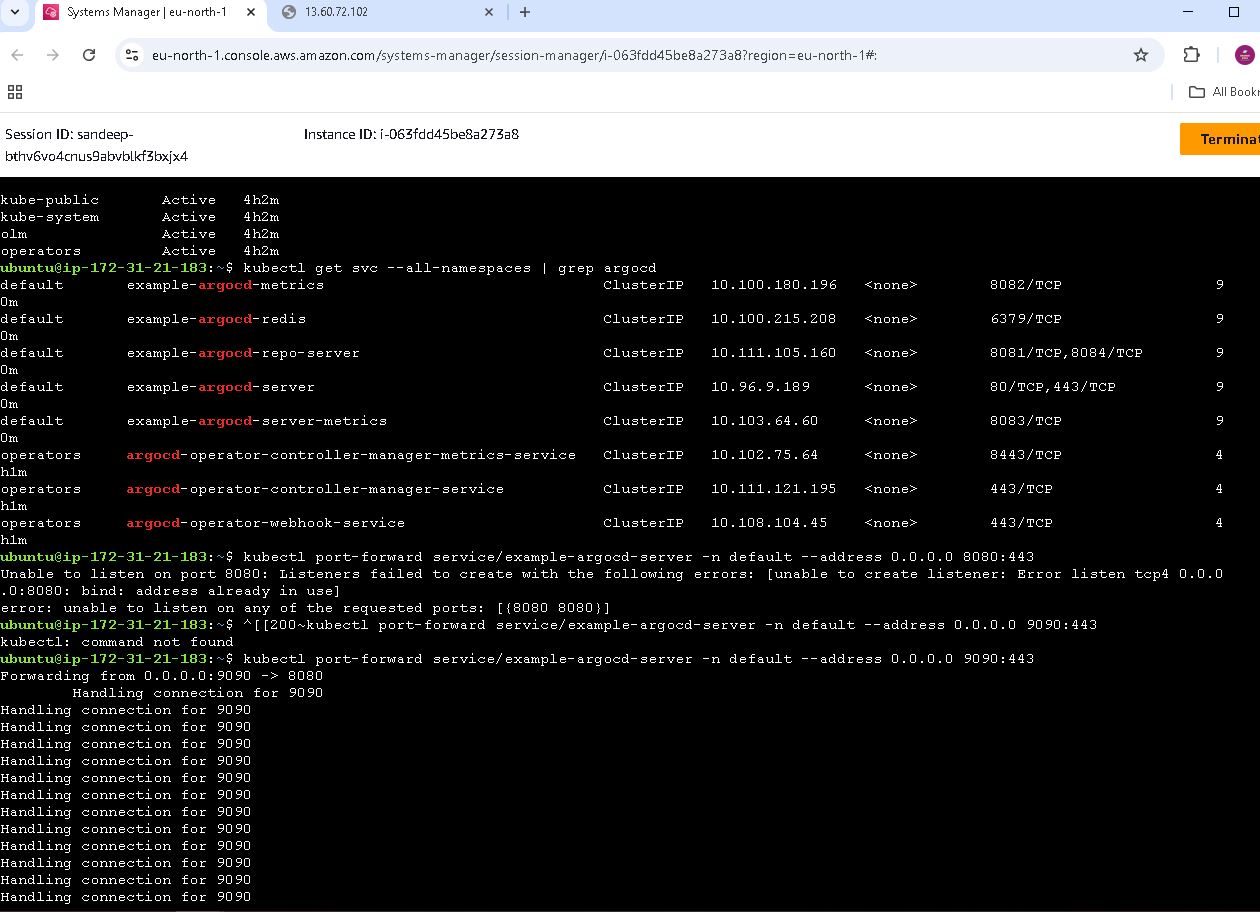 Systems Manager | eu-north-1
13.60.72.102
eu-north-1.console.aws.amazon.com/systems-manager/session-manager/i-063fdd45be8a273a8?region=eu-north-1#:
All Bookr
Session ID: sandeep-
bthv6vo4cnus9abvblkf3bxjx4
Instance ID: i-063fdd45be8a273a8
Termina
kube-public Active 4h2m
kube-system Active 4h2m
olm Active 4h2m
operators Active 4h2m
ubuntu@ip-172-31-21-183:~$ kubectl get svc --all-namespaces | grep argocd
default example-argocd-metrics ClusterIP 10.100.180.196 <none> 8082/TCP 9
0m
default example-argocd-redis ClusterIP 10.100.215.208 <none> 6379/TCP 9
0m
default example-argocd-repo-server ClusterIP 10.111.105.160 <none> 8081/TCP,8084/TCP 9
0m
default example-argocd-server ClusterIP 10.96.9.189 <none> 80/TCP,443/TCP 9
0m
default example-argocd-server-metrics ClusterIP 10.103.64.60 <none> 8083/TCP 9
0m
operators argocd-operator-controller-manager-metrics-service ClusterIP 10.102.75.64 <none> 8443/TCP 4
h1m
operators argocd-operator-controller-manager-service ClusterIP 10.111.121.195 <none> 443/TCP 4
h1m
operators argocd-operator-webhook-service ClusterIP 10.108.104.45 <none> 443/TCP 4
h1m
ubuntu@ip-172-31-21-183:~$ kubectl port-forward service/example-argocd-server -n default --address 0.0.0.0 8080:443
Unable to listen on port 8080: Listeners failed to create with the following errors: [unable to create listener: Error listen tcp4 0.0.0
.0:8080: bind: address already in use]
error: unable to listen on any of the requested ports: [{8080 8080}]
ubuntu@ip-172-31-21-183:~$ ^[[200~kubectl port-forward service/example-argocd-server -n default --address 0.0.0.0 9090:443
kubectl: command not found
ubuntu@ip-172-31-21-183:~$ kubectl port-forward service/example-argocd-server -n default --address 0.0.0.0 9090:443
Forwarding from 0.0.0.0:9090 -> 8080
Handling connection for 9090
Handling connection for 9090
Handling connection for 9090
Handling connection for 9090
Handling connection for 9090
Handling connection for 9090
Handling connection for 9090
Handling connection for 9090
Handling connection for 9090
Handling connection for 9090
Handling connection for 9090
Handling connection for 9090
Handling connection for 9090